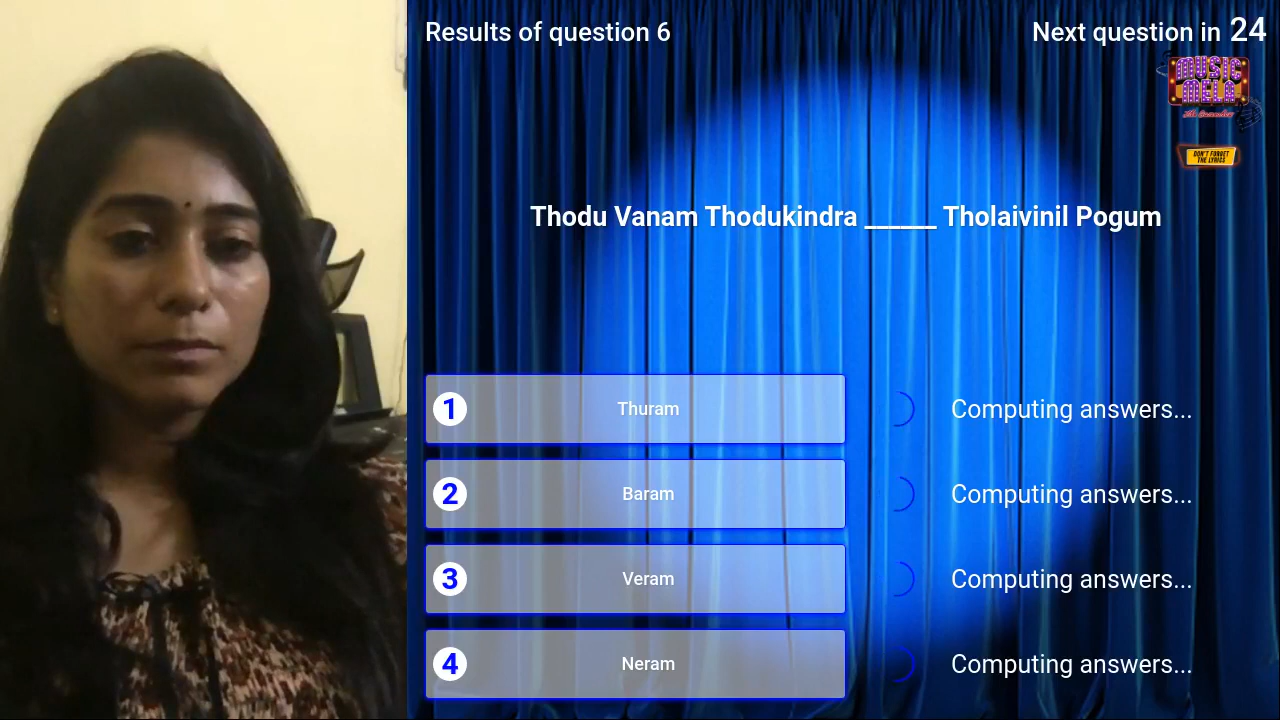 Results of question 6
Next question in 24
MUSIC
MELA
DON'T FORGET
THE LYRICS
Thodu Vanam Thodukindra ______ Tholaivinil Pogum
1 Thuram Computing answers...
2 Baram Computing answers...
3 Veram Computing answers...
4 Neram Computing answers...